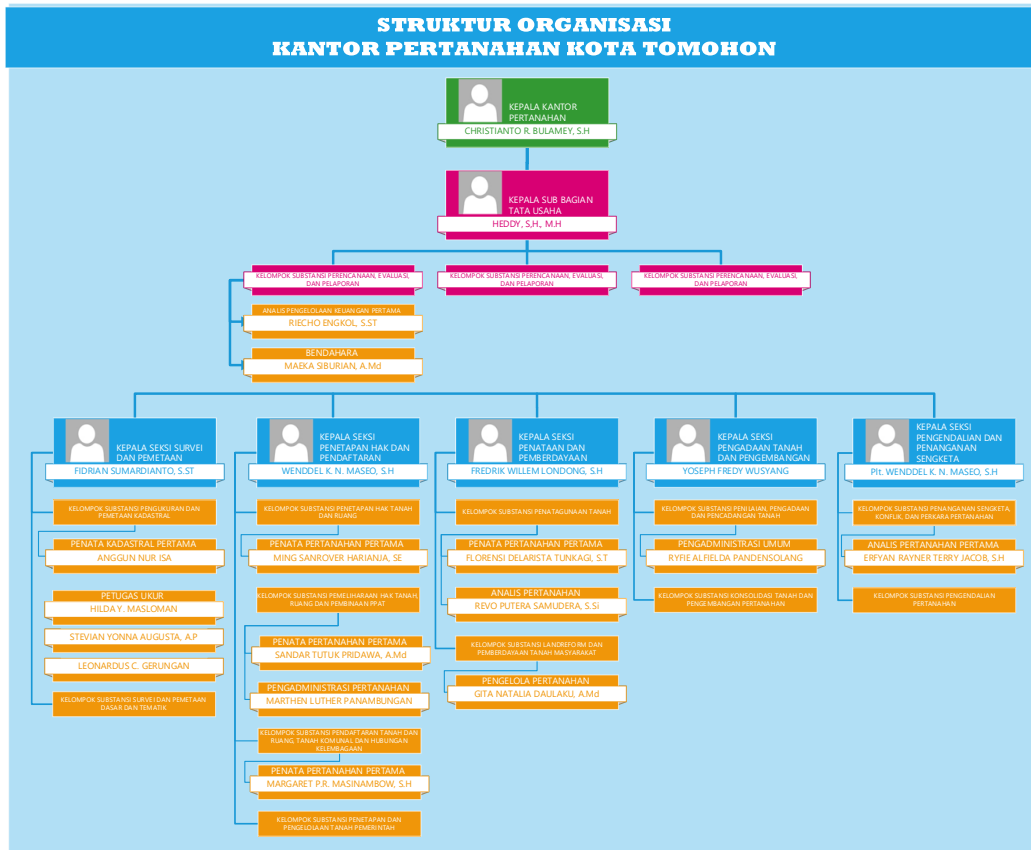 STRUKTUR ORGANISASI
KANTOR PERTANAHAN KOTA TOMOHON
KEPALA KANTOR
PERTANAHAN
CHRISTIANTO R. BULAMEY, S.H
KEPALA SUB BAGIAN
TATA USAHA
HEDDY, S,H,, M.H
KELOMPOK SUBSTANSI PERENCANAAN, EVALUASI,
DAN PELAPORAN
KELOMPOK SUBSTANSI PERENCANAAN, EVALUASI,
DAN PELAPORAN
KELOMPOK SUBSTANSI PERENCANAAN, EVALUASI,
DAN PELAPORAN
ANALIS PENGELOLAAN KEUANGAN PERTAMA
RIECHO ENGKOL, S.ST
BENDAHARA
MAEKA SIBURIAN, A.Md
KEPALA SEKSI SURVEI
DAN PEMETAAN
FIDRIAN SUMARDIANTO, S.ST
KELOMPOK SUBSTANSI PENGUKURAN DAN
PEMETAAN KADASTRAL
PENATA KADASTRAL PERTAMA
ANGGUN NUR ISA
PETUGAS UKUR
HILDA Y. MASLOMAN
STEVIAN YONNA AUGUSTA, A.P
LEONARDUS C. GERUNGAN
KELOMPOK SUBSTANSI SURVEI DAN PEMETAAN
DASAR DAN TEMATIK
KEPALA SEKSI
PENETAPAN HAK DAN
PENDAFTARAN
WENDDEL K. N. MASEO, S.H
KELOMPOK SUBSTANSI PENETAPAN HAK TANAH
DAN RUANG
PENATA PERTANAHAN PERTAMA
MING SANROVER HARIANJA, SE
KELOMPOK SUBSTANSI PEMELIHARAAN HAK TANAH,
RUANG DAN PEMBINAAN PPAT
PENATA PERTANAHAN PERTAMA
SANDAR TUTUK PRIDAWA, A.Md
PENGADMINISTRASI PERTANAHAN
MARTHEN LUTHER PANAMBUNGAN
KELOMPOK SUBSTANSI PENDAFTARAN TANAH DAN
RUANG, TANAH KOMUNAL DAN HUBUNGAN
KELEMBAGAAN
PENATA PERTANAHAN PERTAMA
MARGARET P.R. MASINAMBOW, S.H
KELOMPOK SUBSTANSI PENETAPAN DAN
PENGELOLAAN TANAH PEMERINTAH
KEPALA SEKSI
PENATAAN DAN
PEMBERDAYAAN
FREDRIK WILLEM LONDONG, S.H
KELOMPOK SUBSTANSI PENATAGUNAAN TANAH
PENATA PERTANAHAN PERTAMA
FLORENSI DELARISTA TUNKAGI, S.T
ANALIS PERTANAHAN
REVO PUTERA SAMUDERA. S.Si
KELOMPOK SUBSTANSI LANDREFORM DAN
PEMBERDAYAAN TANAH MASYARAKAT
PENGELOLA PERTANAHAN
GITA NATALIA DAULAKU, A.Md
KEPALA SEKSI
PENGADAAN TANAH
DAN PENGEMBANGAN
YOSEPH FREDY WUSYANG
KELOMPOK SUBSTANSI PENILAIAN, PENGADAAN
DAN PENCADANGAN TANAH
PENGADMINISTRASI UMUM
RYFIE ALFIELDA PANDENSOLANG
KELOMPOK SUBSTANSI KONSOLIDASI TANAH DAN
PENGEMBANGAN PERTANAHAN
KEPALA SEKSI
PENGENDALIAN DAN
PENANGANAN
SENGKETA
Plt. WENDDEL K. N. MASEO, S.H
KELOMPOK SUBSTANSI PENANGANAN SENGKETA,
KONFLIK, DAN PERKARA PERTANAHAN
ANALIS PERTANAHAN PERTAMA
ERFYAN RAYNER TERRY JACOB, S.H
KELOMPOK SUBSTANSI PENGENDALIAN
PERTANAHAN